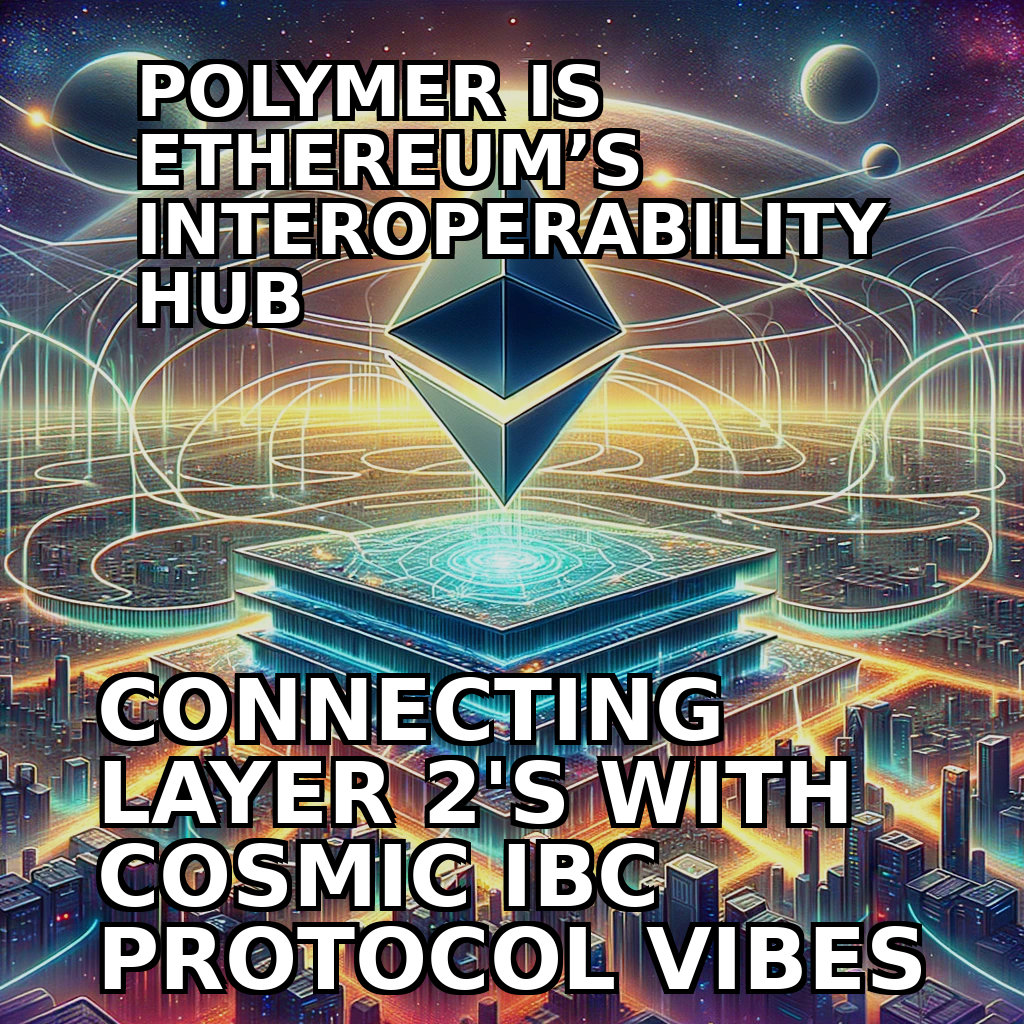 POLYMER IS
ETHEREUM’S
INTEROPERABILITY
HUB
CONNECTING
LAYER 2'S WITH
COSMIC IBC
PROTOCOL VIBES